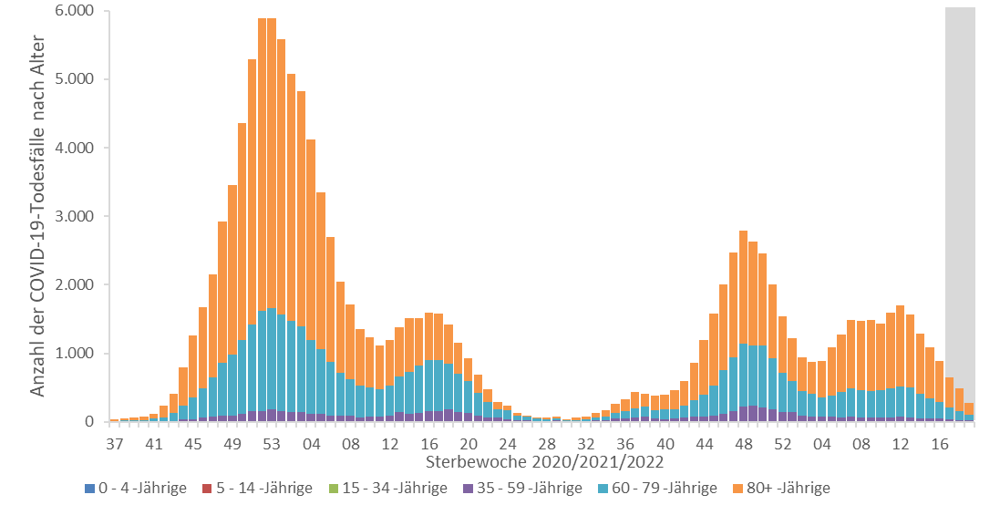 Anzahl der COVID-19-Todesfälle nach Alter
6.000
5.000
4.000
3.000
2.000
1.000
0
37 41 45 49 53 04 08 12 16 20 24 28 32 36 40 44 48 52 04 08 12 16
Sterbewoche 2020/2021/2022
0 - 4 -Jährige 5 - 14 -Jährige 15 - 34 -Jährige 35 - 59 -Jährige 60 - 79 -Jährige 80+ -Jährige